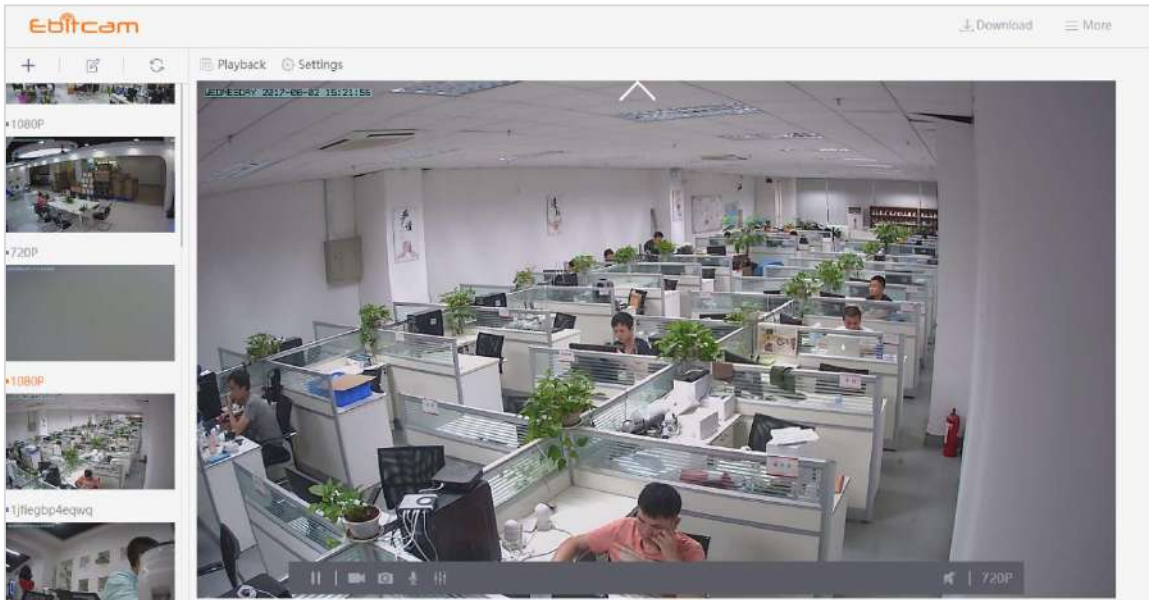 Ebitcam
Download
More
Playback
Settings
WEDNESDAY 2017-08-02 15:21:56
1080P
720P
1080P
1jflegbp4eqwq
720P